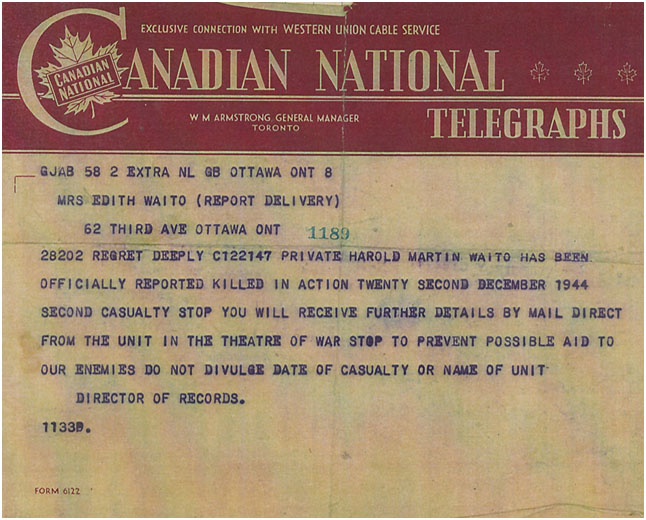 EXCLUSIVE CONNECTION WITH WESTERN UNION CABLE SERVICE
CANADIAN NATIONAL
CANADIAN NATIONAL
TELEGRAPHS
W M ARMSTRONG, GENERAL MANAGER
TORONTO
GJAB 58 2 EXTRA NL GB OTTAWA ONT 8
MRS EDITH WAITO (REPORT DELIVERY)
62 THIRD AVE OTTAWA ONT
1189
28202 REGRET DEEPLY C122147 PRIVATE HAROLD MARTIN WAITO HAS BEEN
OFFICIALLY REPORTED KILLED IN ACTION TWENTY SECOND DECEMBER 1944
SECOND CASUALTY STOP YOU WILL RECEIVE FURTHER DETAILS BY MAIL DIRECT
FROM THE UNIT IN THE THEATRE OF WAR STOP TO PREVENT POSSIBLE AID TO
OUR ENEMIES DO NOT DIVULGE DATE OF CASUALTY OR NAME OF UNIT
DIRECTOR OF RECORDS.
1133P.
FORM 6122